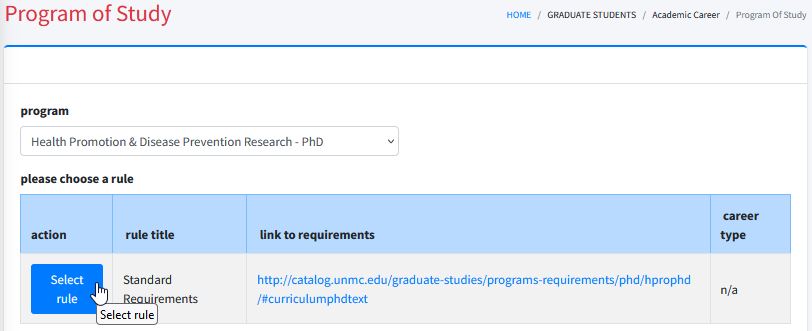 Program of Study
HOME / GRADUATE STUDENTS / Academic Career / Program Of Study
program
Health Promotion & Disease Prevention Research - PhD
please choose a rule
action rule title link to requirements career type
Select rule
Standard Requirements
http://catalog.unmc.edu/graduate-studies/programs-requirements/phd/hprophd
/#curriculumphdtext
n/a
Select rule